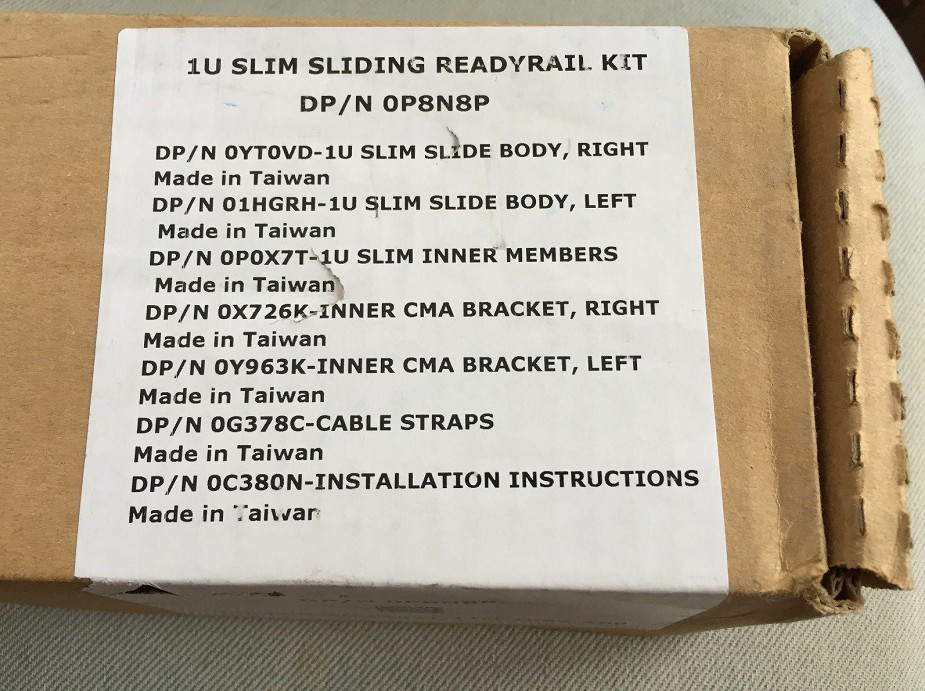 1U SLIM SLIDING READYRAIL KIT
DP/N 0P8N8P
DP/N 0YT0VD-1U SLIM SLIDE BODY, RIGHT
Made in Taiwan
DP/N 01HGRH-1U SLIM SLIDE BODY, LEFT
Made in Taiwan
DP/N 0P0X7T-1U SLIM INNER MEMBERS
Made in Taiwan
DP/N 0X726K-INNER CMA BRACKET, RIGHT
Made in Taiwan
DP/N 0Y963K-INNER CMA BRACKET, LEFT
Made in Taiwan
DP/N 0G378C-CABLE STRAPS
Made in Taiwan
DP/N 0C380N-INSTALLATION INSTRUCTIONS
Made in Taiwan